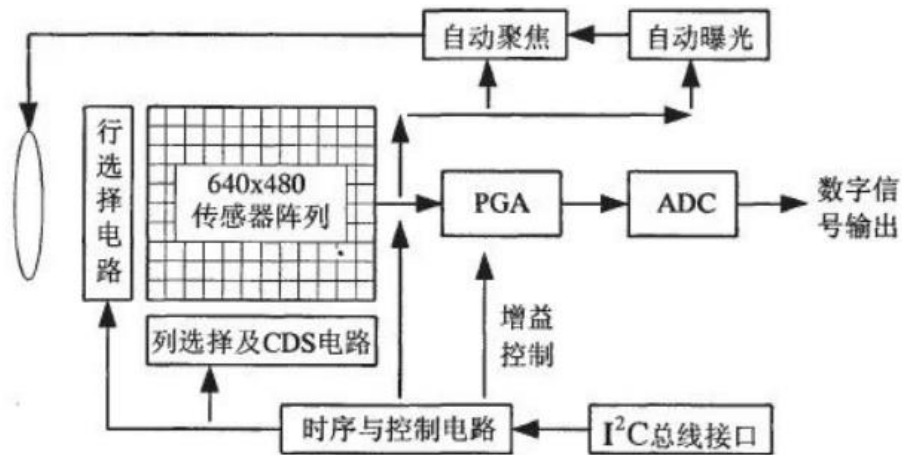 自动聚焦
自动曝光
行选择电路
640x480
传感器阵列
PGA
ADC
数字信
号输出
列选择及CDS电路
增益
控制
时序与控制电路
I²C总线接口